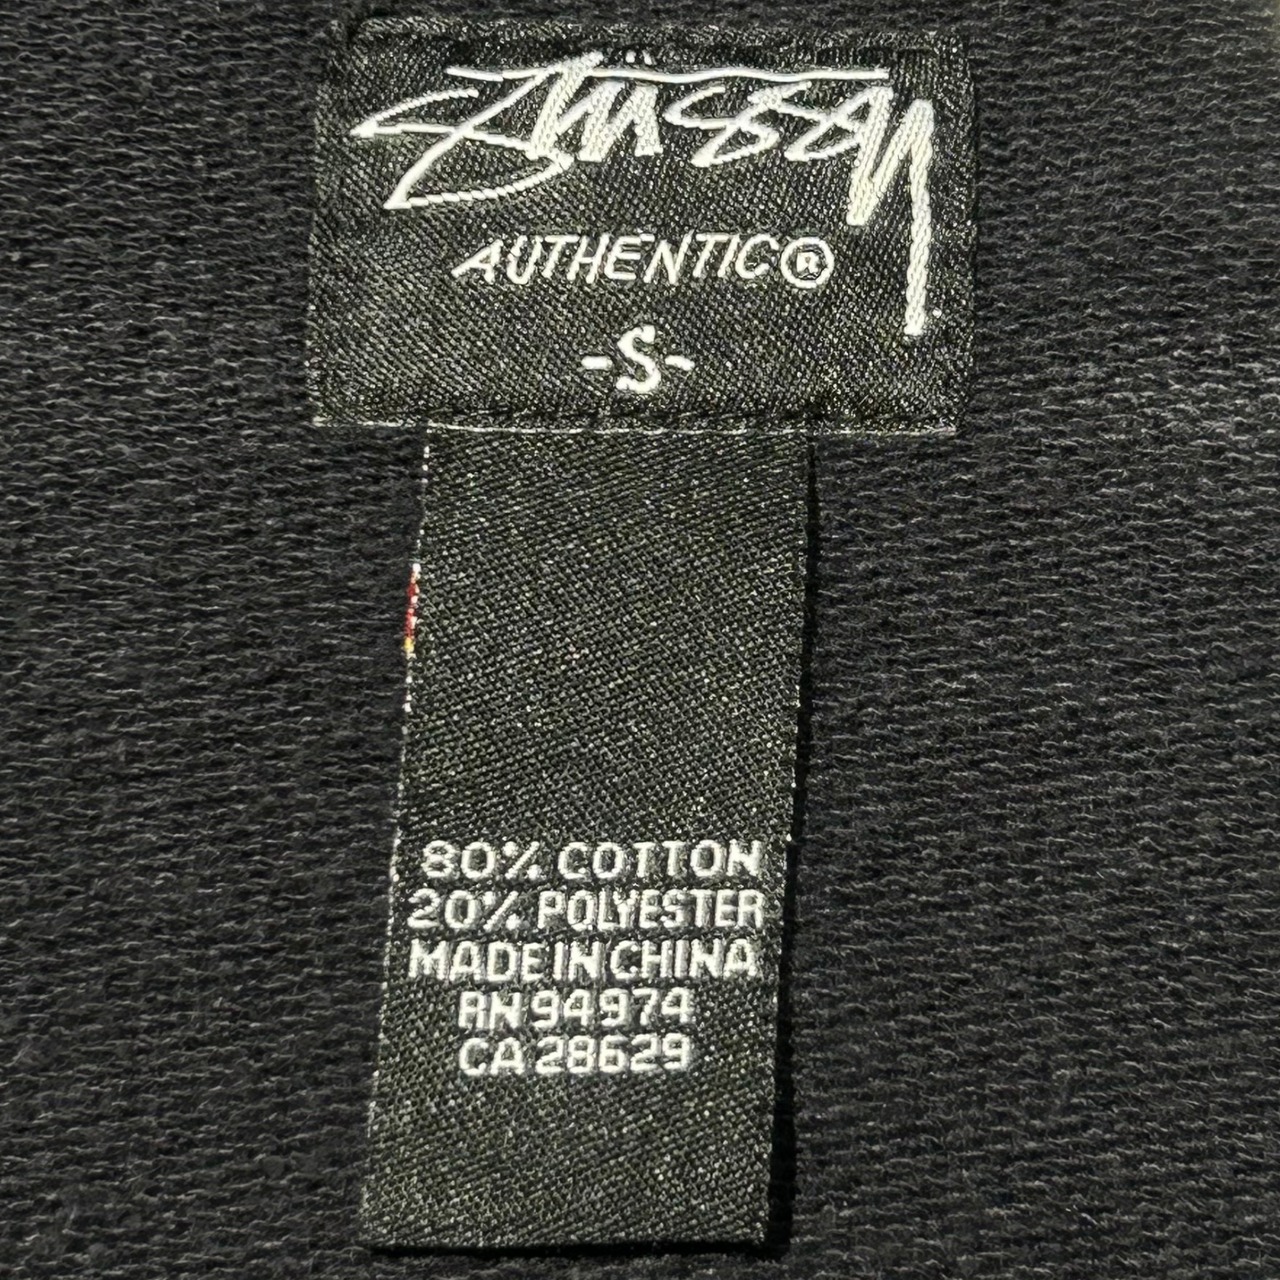 Stüssy
AUTHENTIC®
-S-
80% COTTON
20% POLYESTER
MADE IN CHINA
RN 94974
CA 28629